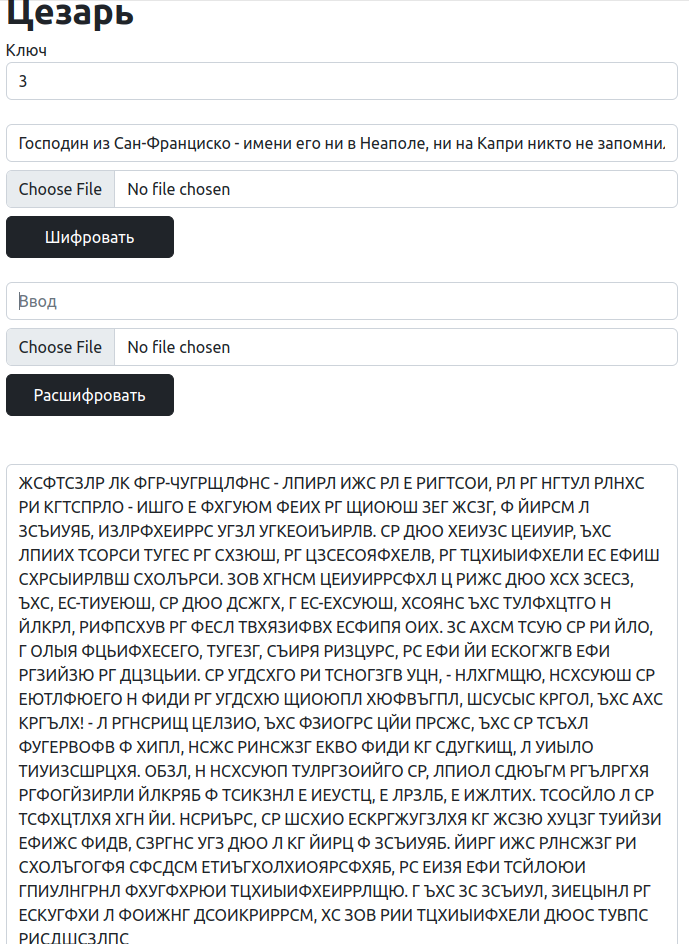 Цезарь
Ключ
3
Господин из Сан-Франциско - имени его ни в Неаполе, ни на Капри никто не запомнил
Choose File No file chosen
Шифровать
Ввод
Choose File No file chosen
Расшифровать
ЖСФТСЗЛР ЛК ФГР-ЧУГРЩЛФНС - ЛПИРЛ ИЖС РЛ Е РИГТСОИ, РЛ РГ НГТУЛ РЛНХС
РИ КГТСПРЛО - ИШГО Е ФХГУЮМ ФЕИХ РГ ЩИОЮШ ЗЕГ ЖСЗГ, Ф ЙИРСМ Л
ЗСЪИУЯБ, ИЗЛРФХЕИРРС УГЗЛ УГКЕОИЪИРЛВ. СР ДЮО ХЕИУЗС ЦЕИУИР, ЪХС
ЛПИИХ ТСОРСИ ТУГЕС РГ СХЗЮШ, РГ ЦЗСЕСОЯФХЕЛВ, РГ ТЦХИЫИФХЕЛИ ЕС ЕФИШ
СХРСЫИРЛВШ СХОЛЪРСИ. ЗОВ ХГНСМ ЦЕИУИРРСФХЛ Ц РИЖС ДЮО ХСХ ЗСЕСЗ,
ЪХС, ЕС-ТИУЕЮШ, СР ДЮО ДСЖГХ, Г ЕС-ЕХСУЮШ, ХСОЯНС ЪХС ТУЛФХЦТГО Н
ЙЛКРЛ, РИФПСХУВ РГ ФЕСЛ ТВХЯЗИФВХ ЕСФИПЯ ОИХ. ЗС АХСМ ТСУЮ СР РИ ЙЛО,
Г ОЛЫЯ ФЦЬИФХЕСЕГО, ТУГЕЗГ, СЪИРЯ РИЗЦУРС, РС ЕФИ ЙИ ЕСКОГЖГВ ЕФИ
РГЗИЙЗЮ РГ ДЦЗЦЬИИ. СР УГДСХГО РИ ТСНОГЗГВ УЦН, - НЛХГМЩЮ, НСХСУЮШ СР
ЕЮТЛФЮЕГО Н ФИДИ РГ УГДСХЮ ЩИОЮПЛ ХЮФВЪГПЛ, ШСУСЫС КРГОЛ, ЪХС АХС
КРГЪЛХ! - Л РГНСРИЩ ЦЕЛЗИО, ЪХС ФЗИОГРС ЦЙИ ПРСЖС, ЪХС СР ТСЪХЛ
ФУГЕРВОФВ Ф ХИПЛ, НСЖС РИНСЖЗГ ЕКВО ФИДИ КГ СДУГКИЩ, Л УИЫЛО
ТИУИЗСШРЦХЯ. ОБЗЛ, Н НСХСУЮП ТУЛРГЗОИЙГО СР, ЛПИОЛ СДЮЪГМ РГЪЛРГХЯ
РГФОГЙЗИРЛИ ЙЛКРЯБ Ф ТСИКЗНЛ Е ИЕУСТЦ, Е ЛРЗЛБ, Е ИЖЛТИХ. ТСОСЙЛО Л СР
ТСФХЦТЛХЯ ХГН ЙИ. НСРИЪРС, СР ШСХИО ЕСКРГЖУГЗЛХЯ КГ ЖСЗЮ ХУЦЗГ ТУИЙЗИ
ЕФИЖС ФИДВ, СЗРГНС УГЗ ДЮО Л КГ ЙИРЦ Ф ЗСЪИУЯБ. ЙИРГ ИЖС РЛНСЖЗГ РИ
СХОЛЪГОГФЯ СФСДСМ ЕТИЪГХОЛХИОЯРСФХЯБ, РС ЕИЗЯ ЕФИ ТСЙЛОЮИ
ГПИУЛНГРНЛ ФХУГФХРЮИ ТЦХИЫИФХЕИРРЛЩЮ. Г ЪХС ЗС ЗСЪИУЛ, ЗИЕЦЫНЛ РГ
ЕСКУГФХИ Л ФОИЖНГ ДСОИКРИРРСМ, ХС ЗОВ РИИ ТЦХИЫИФХЕЛИ ДЮОС ТУВПС
РИСДШСЗЛПС